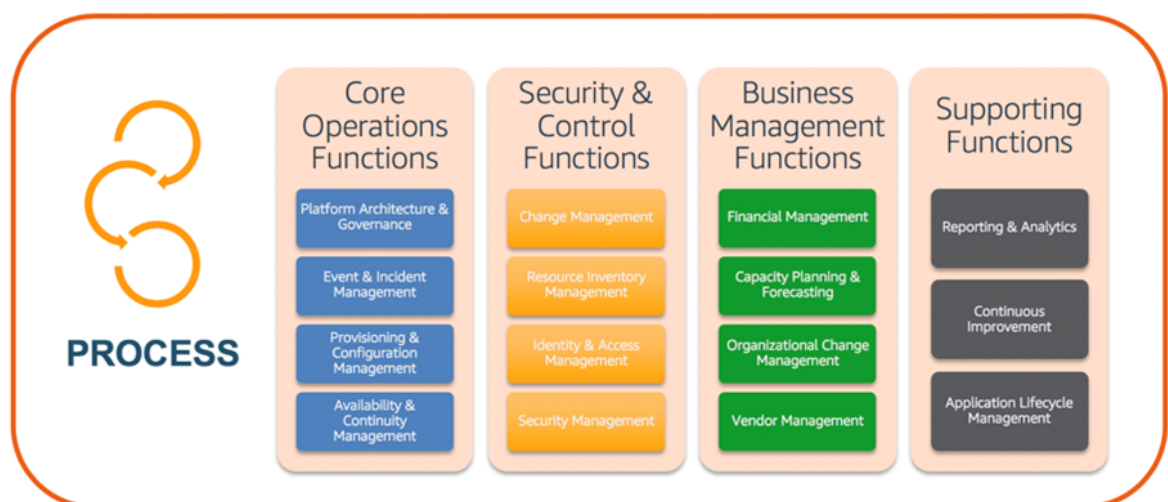 PROCESS
Core
Operations
Functions
Platform Architecture &
Governance
Event & Incident
Management
Provisioning &
Configuration
Management
Availability &
Continuity
Management
Security &
Control
Functions
Change Management
Resource Inventory
Management
Identity & Access
Management
Security Management
Business
Management
Functions
Financial Management
Capacity Planning &
Forecasting
Organizational Change
Management
Vendor Management
Supporting
Functions
Reporting & Analytics
Continuous
Improvement
Application Lifecycle
Management